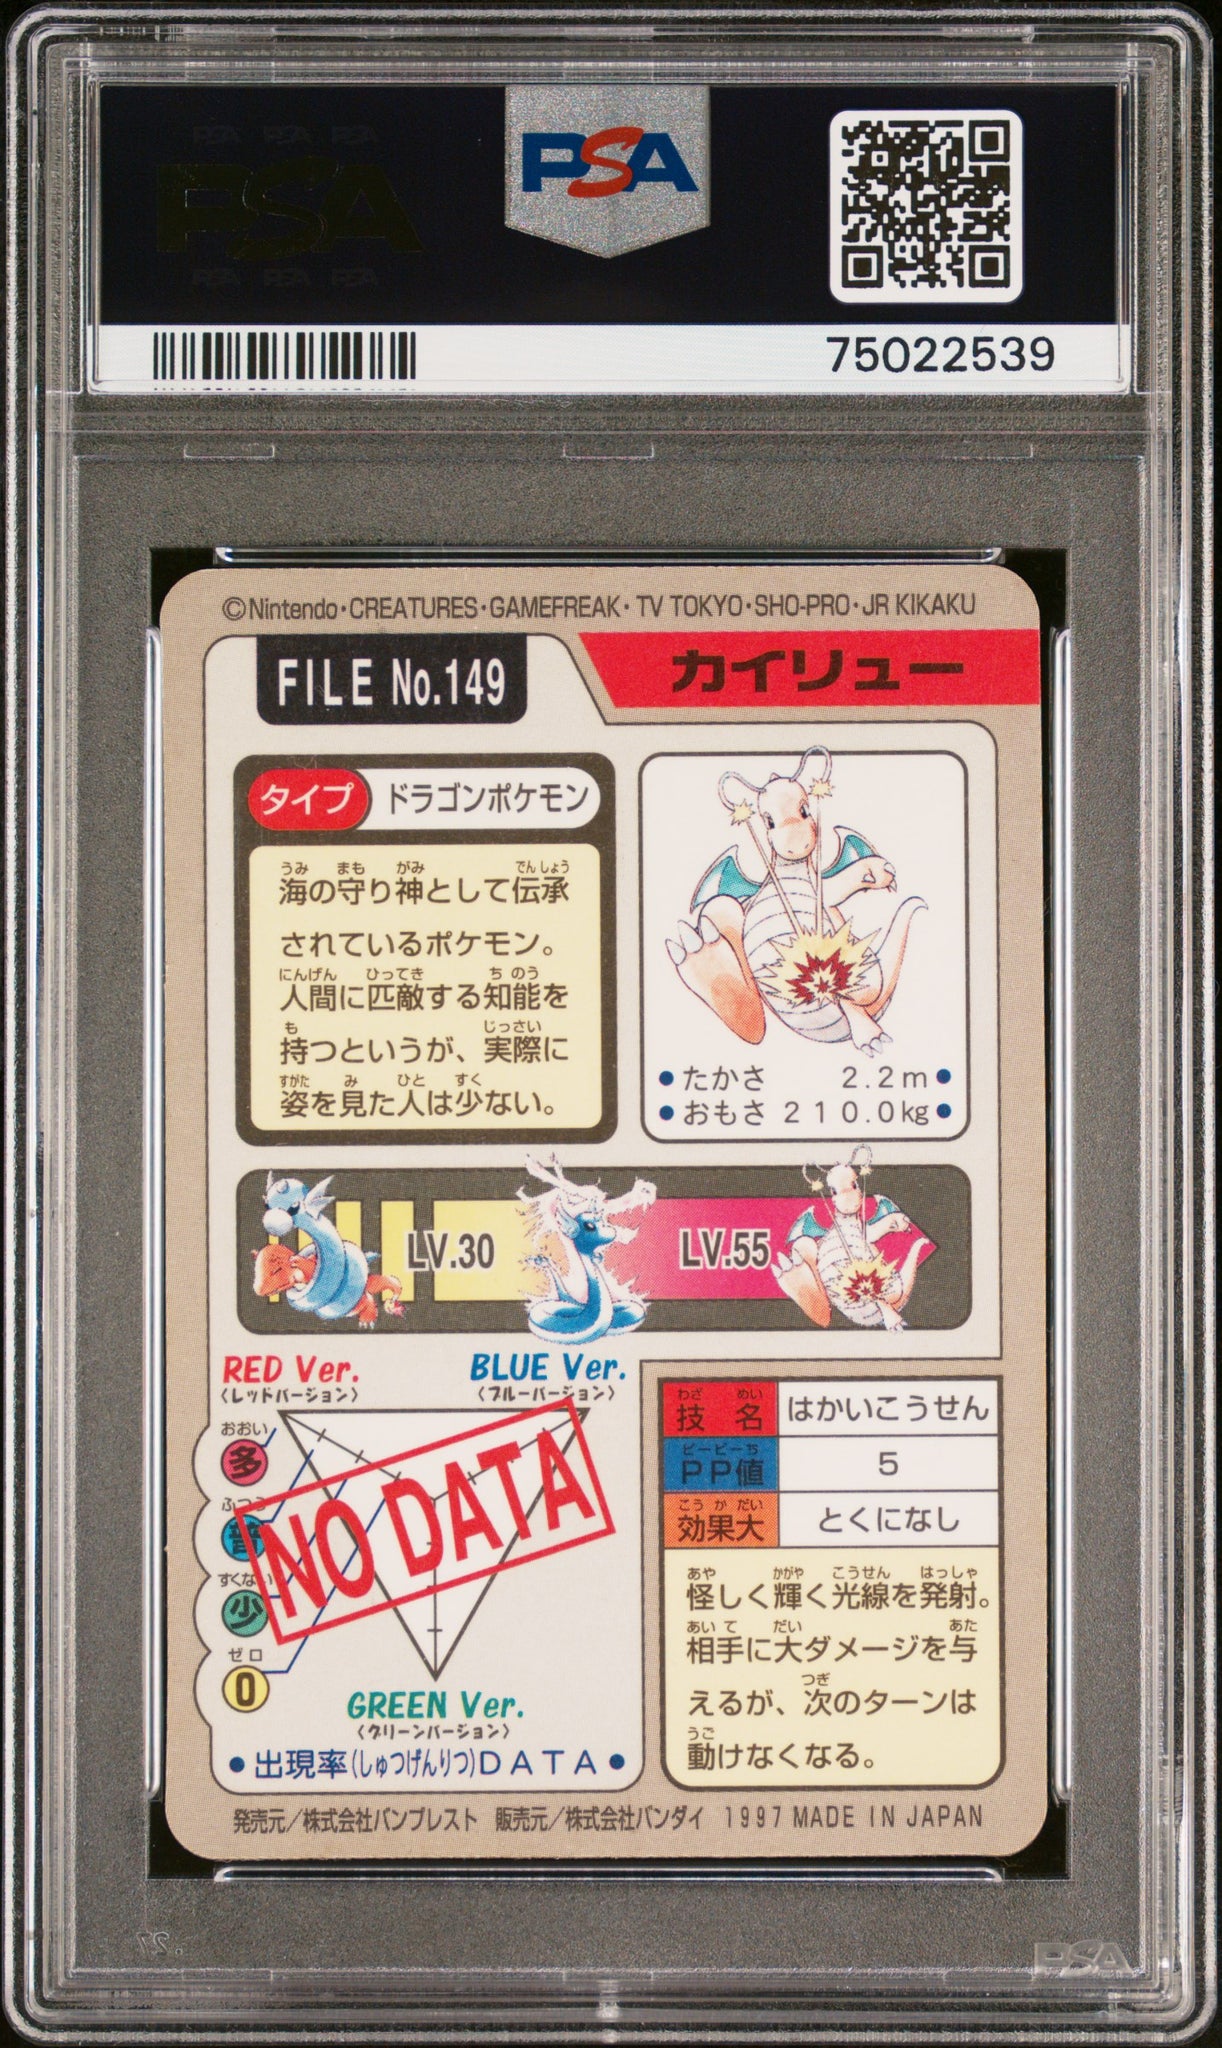 PSA PSA PSA
PSA
PSA PSA PSA
PSA
75022539
©Nintendo・CREATURES・GAMEFREAK・TV TOKYO・SHO-PRO・JR KIKAKU
FILE No.149
カイリュー
タイプ
ドラゴンポケモン
うみ まも がみ でんしょう
海の守り神として伝承
されているポケモン。
にんげん ひってき ちのう
人間に匹敵する知能を
も じっさい
持つというが、実際に
すがた み ひと すく
姿を見た人は少ない。
●たかさ 2.2m●
●おもさ 210.0kg●
LV.30
LV.55
RED Ver.
〈レッドバージョン〉
BLUE Ver.
〈ブルーバージョン〉
おおい
多
ふつう
普
すくない
少
ゼロ
0
NO DATA
GREEN Ver.
〈グリーンバージョン〉
●出現率(しゅつげんりつ)DATA●
わざ めい
技名
はかいこうせん
ピーピーち
PP値
5
こうかだい
効果大
とくになし
あや かがや こうせん はっしゃ
怪しく輝く光線を発射。
あいて だい あた
相手に大ダメージを与
つぎ
えるが、次のターンは
うご
動けなくなる。
発売元／株式会社バンプレスト 販売元／株式会社バンダイ 1997 MADE IN JAPAN
PSA